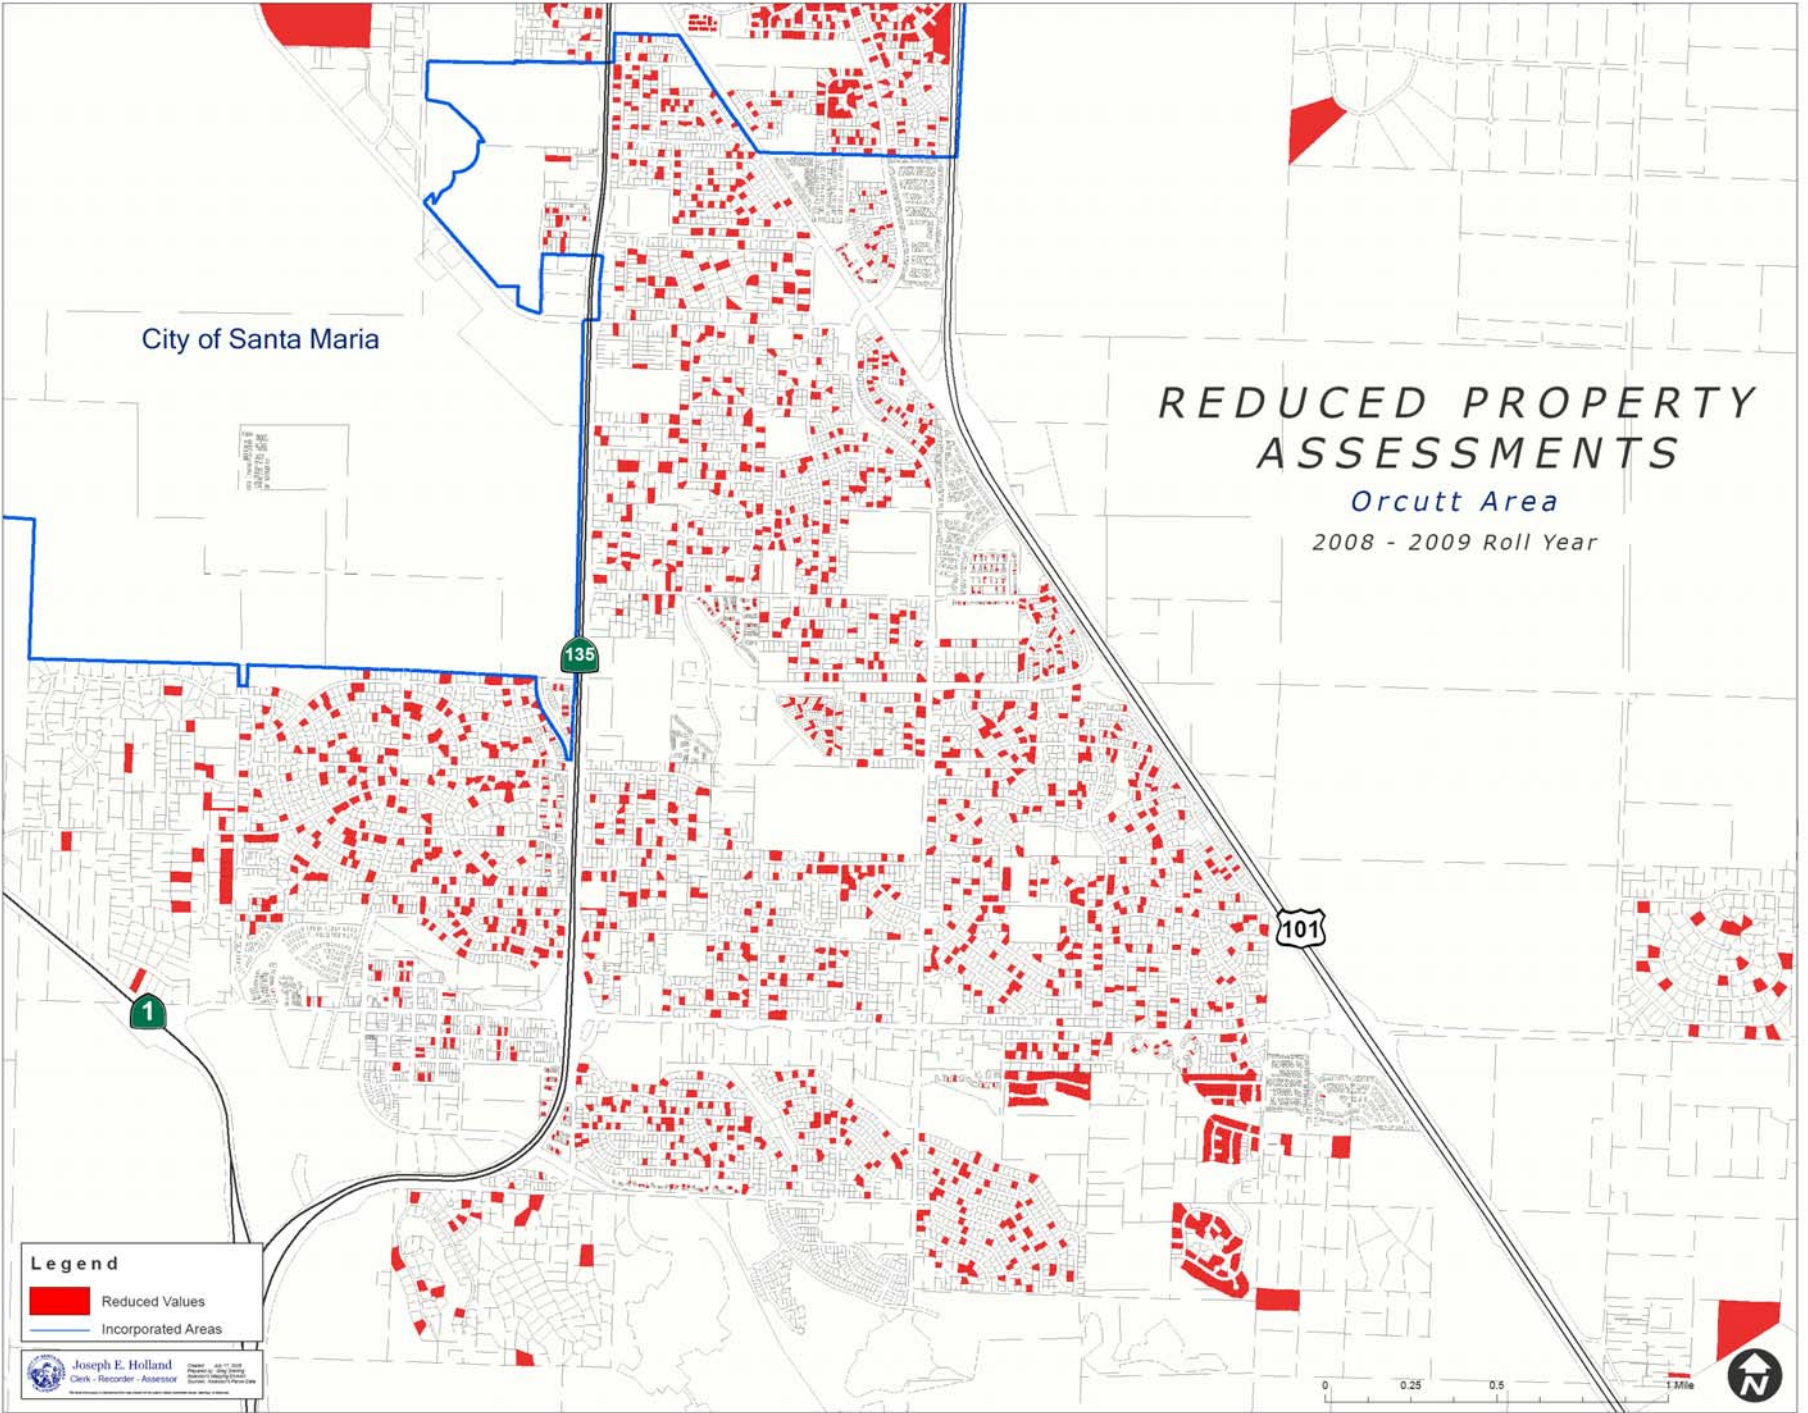 City of Santa Maria
REDUCED PROPERTY
ASSESSMENTS
Orcutt Area
2008 - 2009 Roll Year
135
101
1
Legend
Reduced Values
Incorporated Areas
Joseph E. Holland
Clerk - Recorder - Assessor
0 0.25 0.5 1 Mile
N